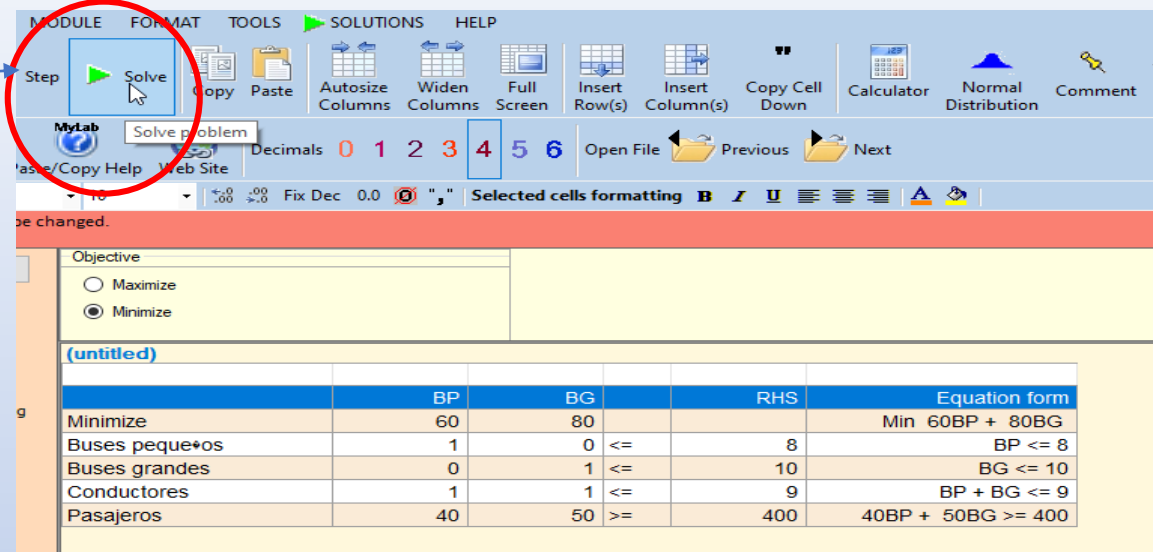 MODULE FORMAT TOOLS SOLUTIONS HELP
Step Solve Copy Paste Autosize Columns Widen Columns Full Screen Insert Row(s) Insert Column(s) Copy Cell Down Calculator Normal Distribution Comment
MyLab Solve problem
Paste/Copy Help Web Site Decimals 0 1 2 3 4 5 6 Open File Previous Next
10 Fix Dec 0.0 0 "," Selected cells formatting B I U A
be changed.
Objective
Maximize
Minimize
(untitled)
BP BG RHS Equation form
Minimize 60 80 Min 60BP + 80BG
Buses peque�os 1 0 <= 8 BP <= 8
Buses grandes 0 1 <= 10 BG <= 10
Conductores 1 1 <= 9 BP + BG <= 9
Pasajeros 40 50 >= 400 40BP + 50BG >= 400